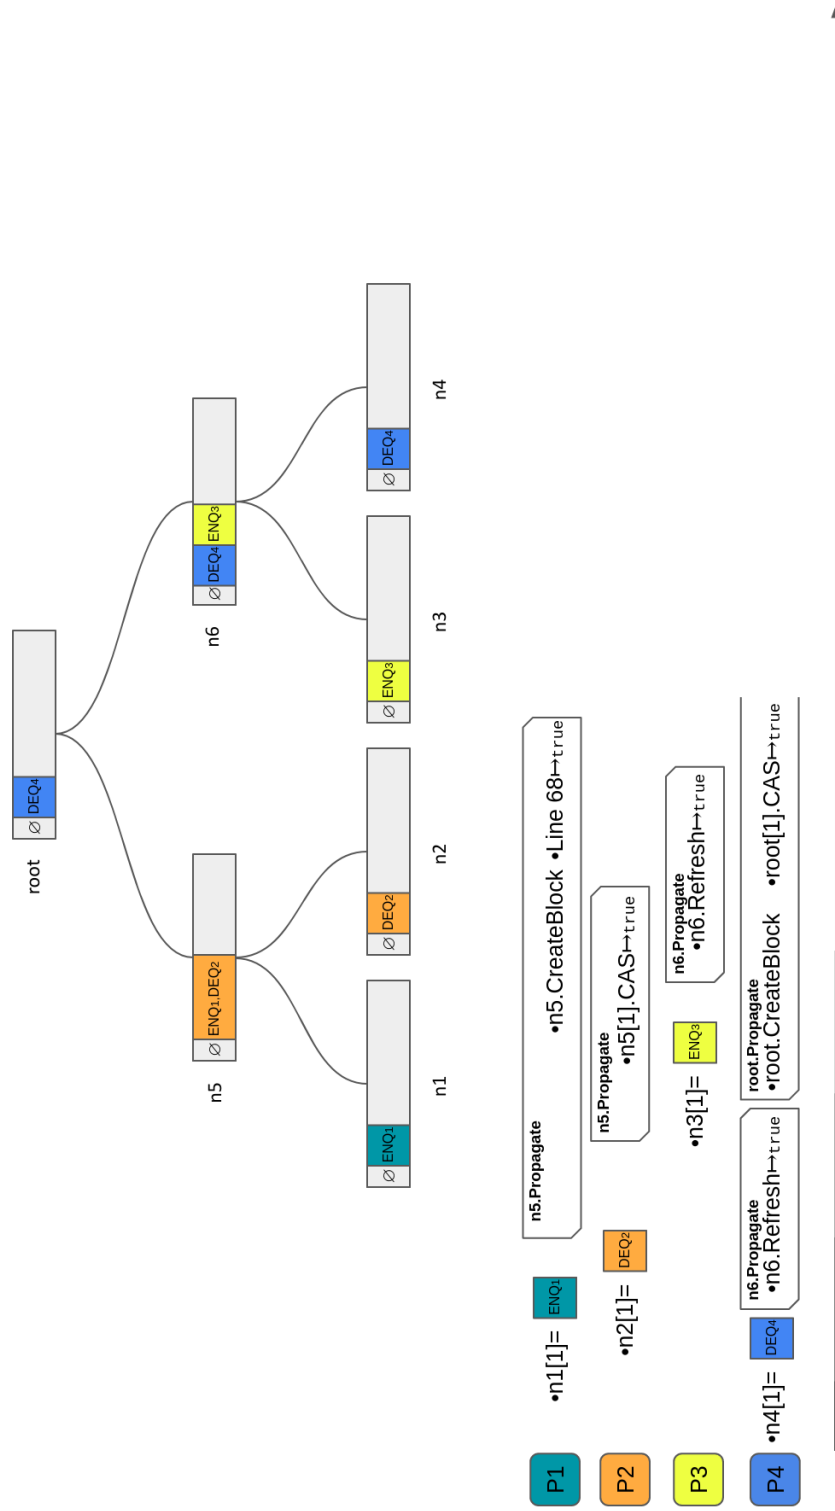 root
∅ DEQ4
n5
∅ ENQ1,DEQ2
n6
∅ DEQ4 ENQ3
n1
∅ ENQ1
n2
∅ DEQ2
n3
∅ ENQ3
n4
∅ DEQ4
P1
•n1[1]= ENQ1
n5.Propagate
•n5.CreateBlock •Line 68↦true
P2
•n2[1]= DEQ2
n5.Propagate
•n5[1].CAS↦true
P3
•n3[1]= ENQ3
n6.Propagate
•n6.Refresh↦true
P4
•n4[1]= DEQ4
n6.Propagate
•n6.Refresh↦true
root.Propagate
•root.CreateBlock •root[1].CAS↦true